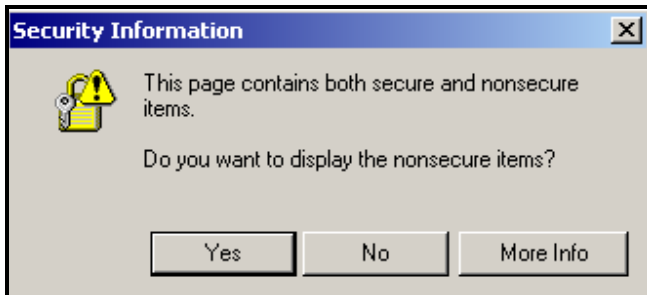 Security Information
This page contains both secure and nonsecure
items.
Do you want to display the nonsecure items?
Yes
No
More Info